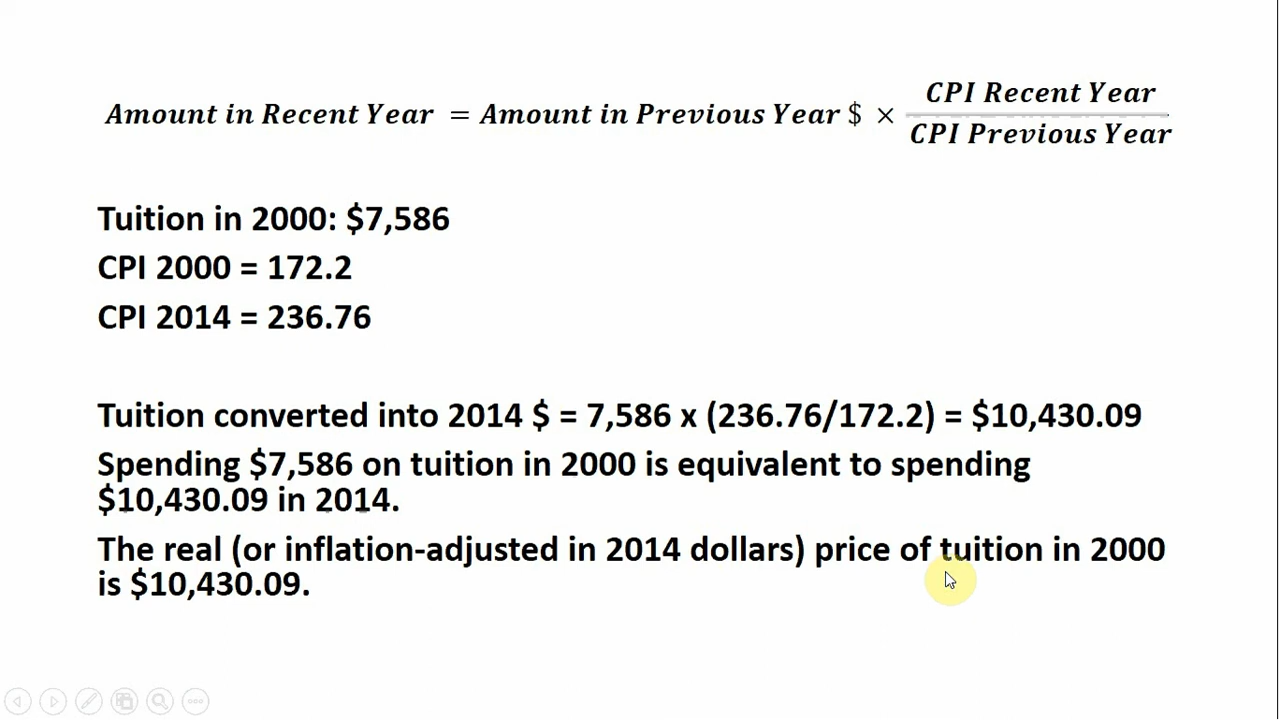 Amount in Recent Year = Amount in Previous Year $ × CPI Recent Year / CPI Previous Year
Tuition in 2000: $7,586
CPI 2000 = 172.2
CPI 2014 = 236.76
Tuition converted into 2014 $ = 7,586 x (236.76/172.2) = $10,430.09
Spending $7,586 on tuition in 2000 is equivalent to spending
$10,430.09 in 2014.
The real (or inflation-adjusted in 2014 dollars) price of tuition in 2000
is $10,430.09.